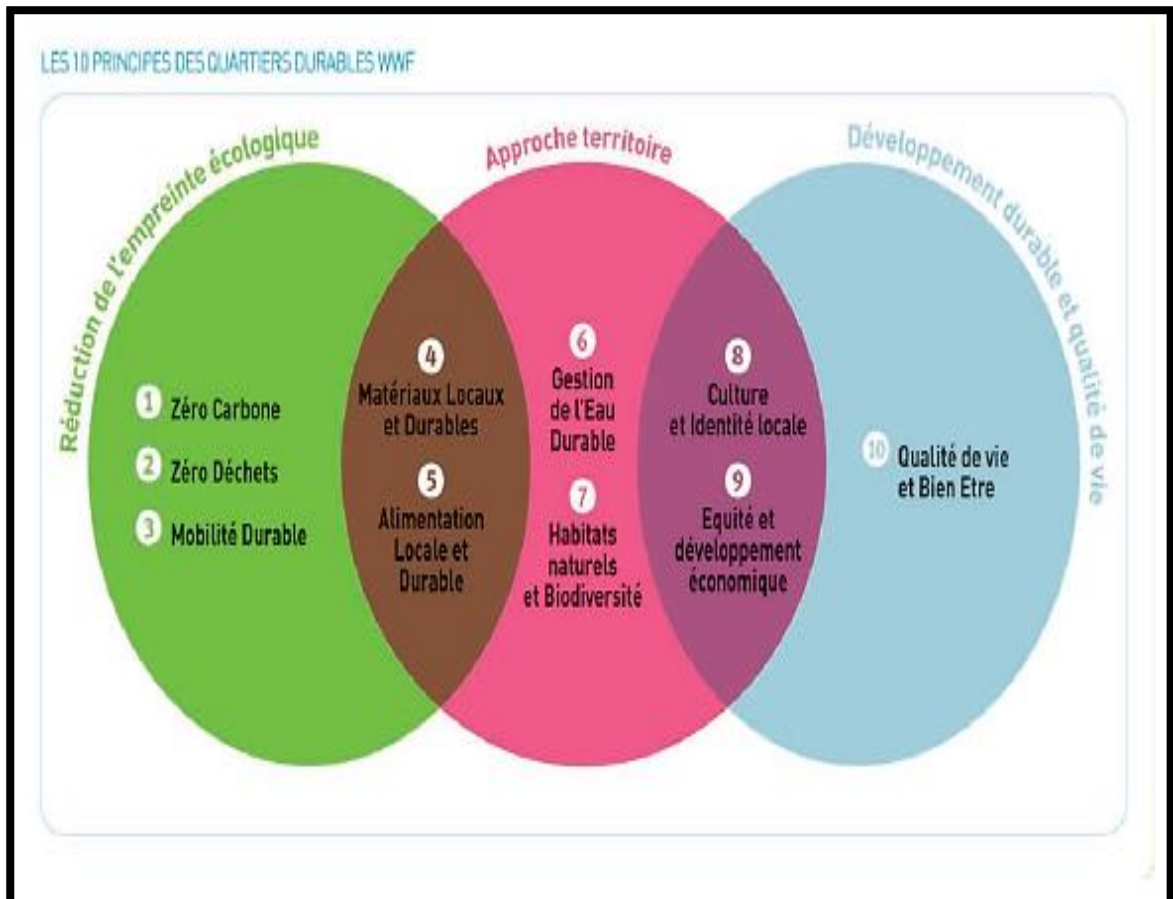 LES 10 PRINCIPES DES QUARTIERS DURABLES WWF
Réduction de l'empreinte écologique
Approche territoire
Développement durable et qualité de vie
1 Zéro Carbone
2 Zéro Déchets
3 Mobilité Durable
4
Matériaux Locaux
et Durables
5
Alimentation
Locale et
Durable
6
Gestion
de l'Eau
Durable
7
Habitats
naturels
et Biodiversité
8
Culture
et Identité locale
9
Equité et
développement
économique
10 Qualité de vie
et Bien Etre